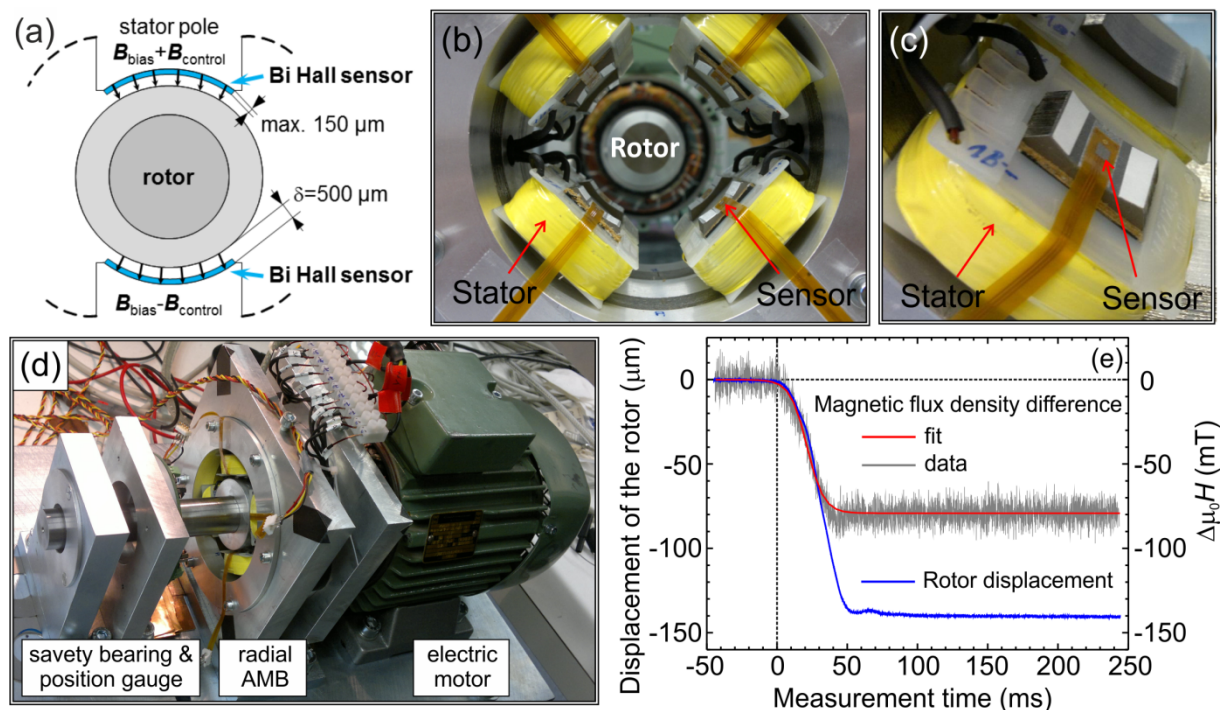 (a)
stator pole
Bbias+Bcontrol
Bi Hall sensor
max. 150 µm
rotor
δ=500 µm
Bi Hall sensor
Bbias-Bcontrol
(b)
Rotor
Stator
Sensor
(c)
1B-
Stator
Sensor
(d)
savety bearing &
position gauge
radial
AMB
electric
motor
(e)
Displacement of the rotor (µm)
0
-50
-100
-150
Magnetic flux density difference
fit
data
Rotor displacement
0
-50
-100
-150
Δµ0H (mT)
-50 0 50 100 150 200 250
Measurement time (ms)